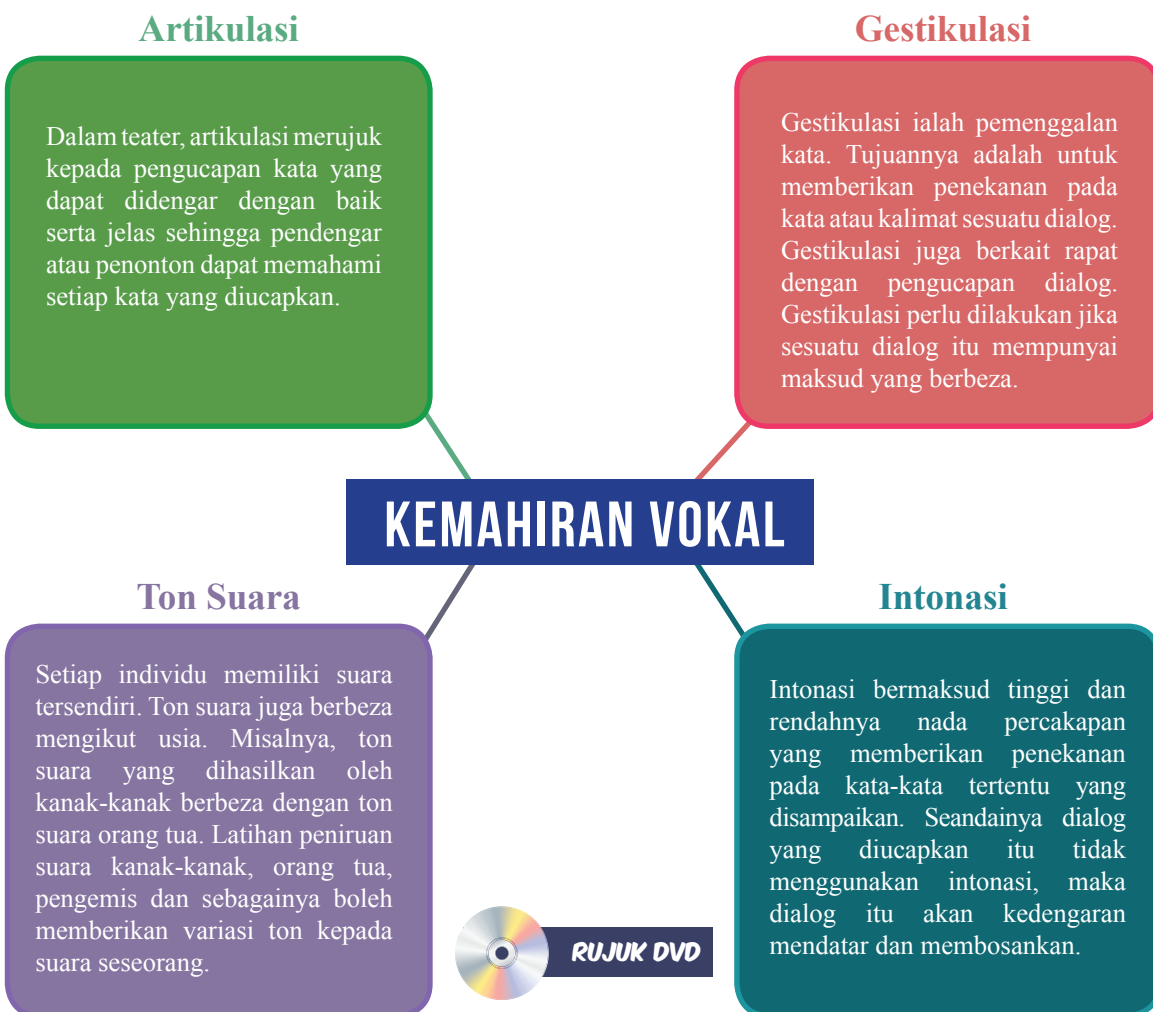 Artikulasi
Dalam teater, artikulasi merujuk
kepada pengucapan kata yang
dapat didengar dengan baik
serta jelas sehingga pendengar
atau penonton dapat memahami
setiap kata yang diucapkan.
Gestikulasi
Gestikulasi ialah pemenggalan
kata. Tujuannya adalah untuk
memberikan penekanan pada
kata atau kalimat sesuatu dialog.
Gestikulasi juga berkait rapat
dengan pengucapan dialog.
Gestikulasi perlu dilakukan jika
sesuatu dialog itu mempunyai
maksud yang berbeza.
KEMAHIRAN VOKAL
Ton Suara
Setiap individu memiliki suara
tersendiri. Ton suara juga berbeza
mengikut usia. Misalnya, ton
suara yang dihasilkan oleh
kanak-kanak berbeza dengan ton
suara orang tua. Latihan peniruan
suara kanak-kanak, orang tua,
pengemis dan sebagainya boleh
memberikan variasi ton kepada
suara seseorang.
Intonasi
Intonasi bermaksud tinggi dan
rendahnya nada percakapan
yang memberikan penekanan
pada kata-kata tertentu yang
disampaikan. Seandainya dialog
yang diucapkan itu tidak
menggunakan intonasi, maka
dialog itu akan kedengaran
mendatar dan membosankan.
RUJUK DVD